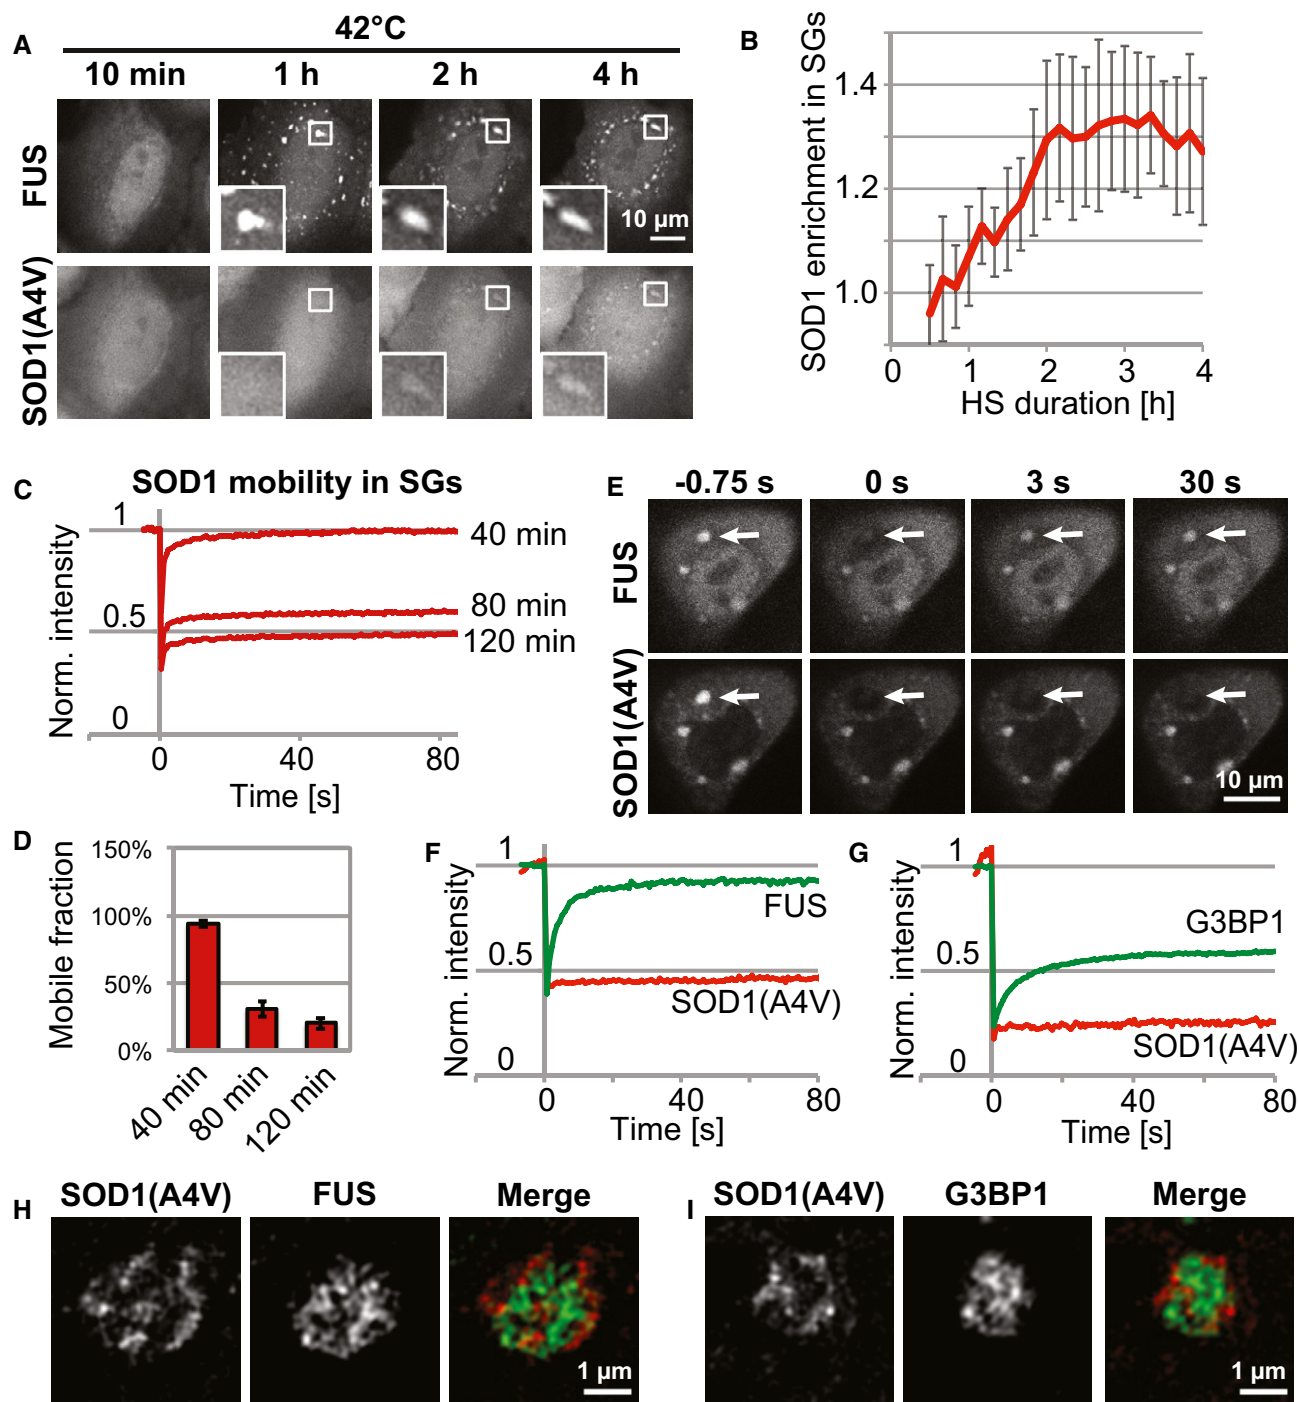 A
42°C
10 min 1 h 2 h 4 h
FUS
10 µm
SOD1(A4V)
B
SOD1 enrichment in SGs
1.4
1.2
1.0
0 1 2 3 4
HS duration [h]
C
SOD1 mobility in SGs
Norm. intensity
1
0.5
0
40 min
80 min
120 min
0 40 80
Time [s]
E
-0.75 s 0 s 3 s 30 s
FUS
SOD1(A4V)
10 µm
D
Mobile fraction
150%
100%
50%
0%
40 min
80 min
120 min
F
Norm. intensity
1
0.5
0
FUS
SOD1(A4V)
0 40 80
Time [s]
G
Norm. intensity
1
0.5
0
G3BP1
SOD1(A4V)
0 40 80
Time [s]
H
SOD1(A4V) FUS Merge
1 µm
I
SOD1(A4V) G3BP1 Merge
1 µm